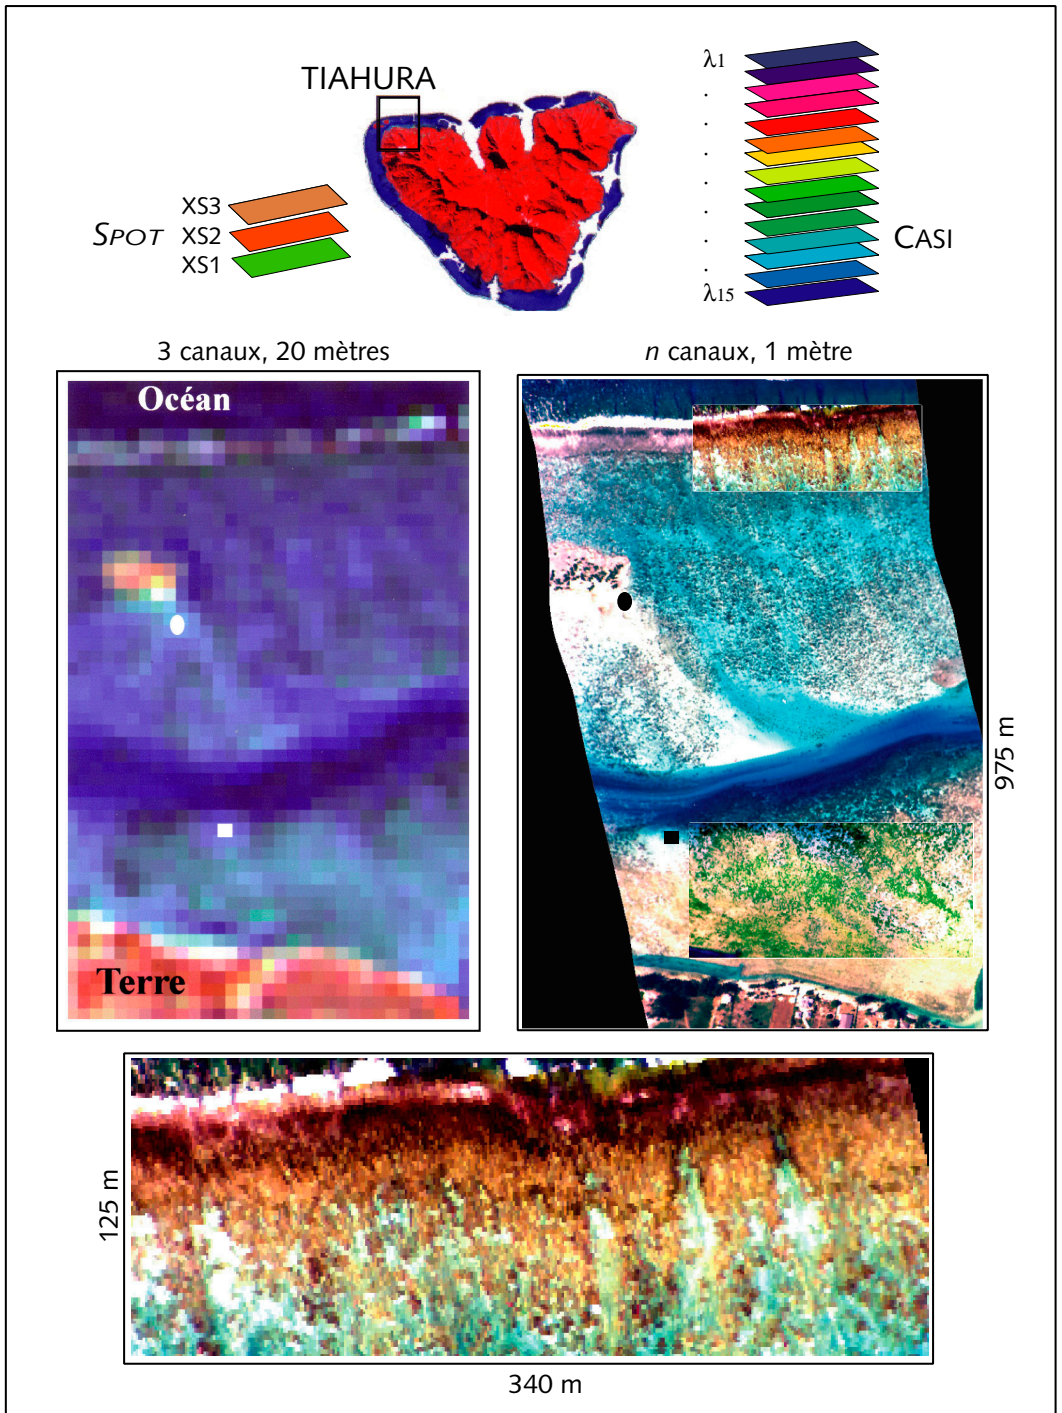 TIAHURA
λ1
XS3
SPOT XS2
XS1
CASI
λ15
3 canaux, 20 mètres
n canaux, 1 mètre
Océan
Terre
975 m
125 m
340 m